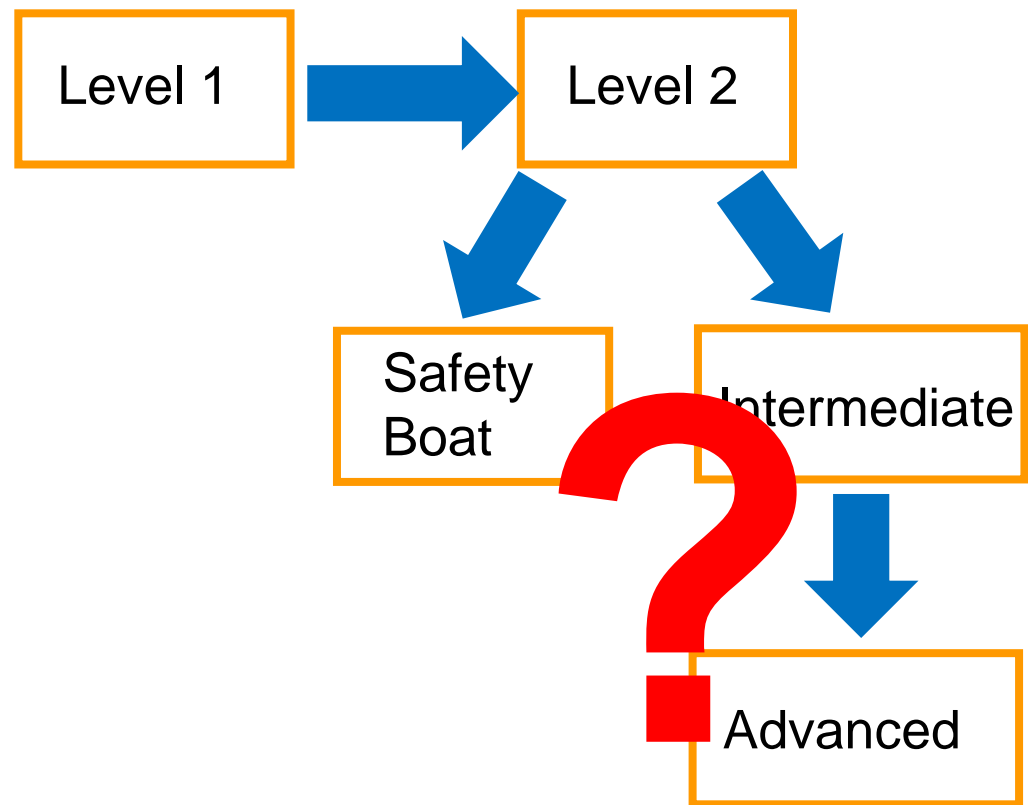 Level 1
Level 2
Safety
Boat
Intermediate
?
Advanced